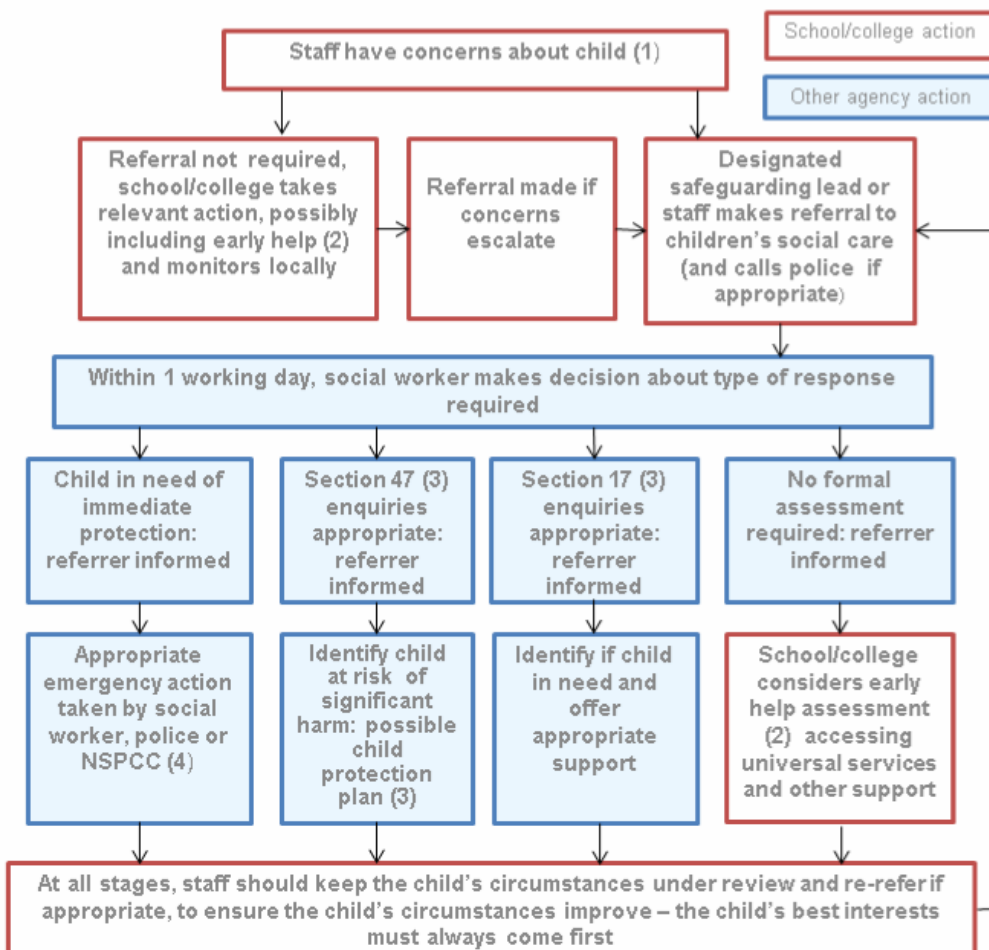 School/college action
Other agency action
Staff have concerns about child (1)
Referral not required,
school/college takes
relevant action, possibly
including early help (2)
and monitors locally
Referral made if
concerns
escalate
Designated
safeguarding lead or
staff makes referral to
children's social care
(and calls police if
appropriate)
Within 1 working day, social worker makes decision about type of response
required
Child in need of
immediate
protection:
referrer informed
Section 47 (3)
enquiries
appropriate:
referrer
informed
Section 17 (3)
enquiries
appropriate:
referrer
informed
No formal
assessment
required: referrer
informed
Appropriate
emergency action
taken by social
worker, police or
NSPCC (4)
Identify child
at risk of
significant
harm: possible
child
protection
plan (3)
Identify if child
in need and
offer
appropriate
support
School/college
considers early
help assessment
(2) accessing
universal services
and other support
At all stages, staff should keep the child's circumstances under review and re-refer if
appropriate, to ensure the child's circumstances improve – the child's best interests
must always come first